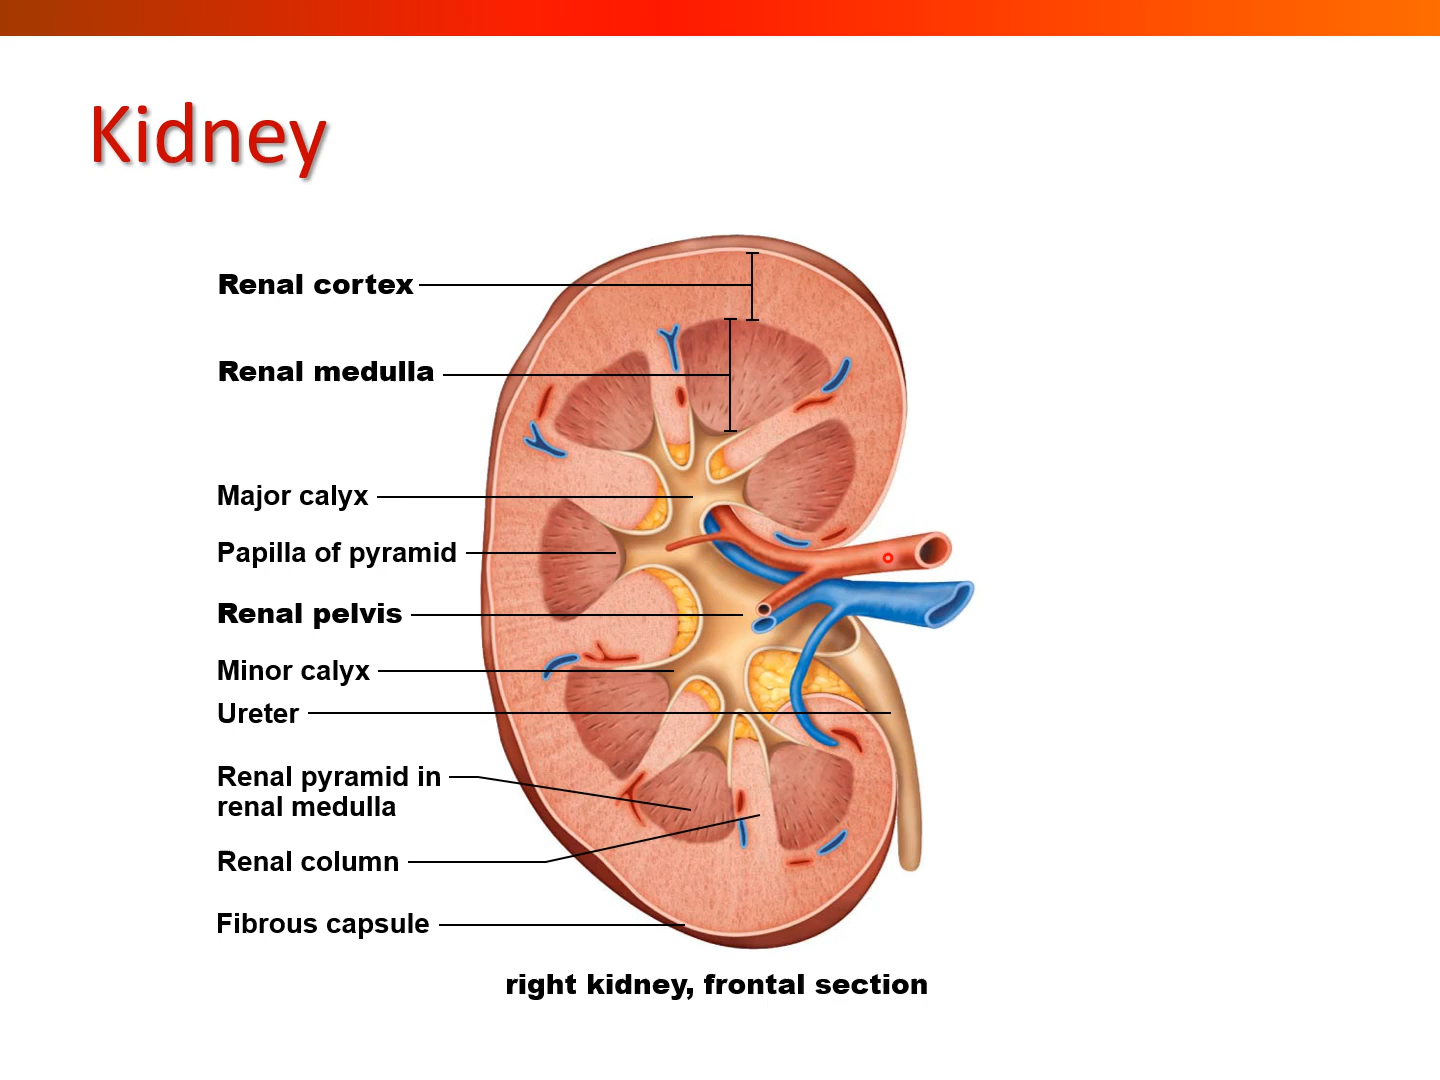 Kidney
Renal cortex
Renal medulla
Major calyx
Papilla of pyramid
Renal pelvis
Minor calyx
Ureter
Renal pyramid in
renal medulla
Renal column
Fibrous capsule
right kidney, frontal section